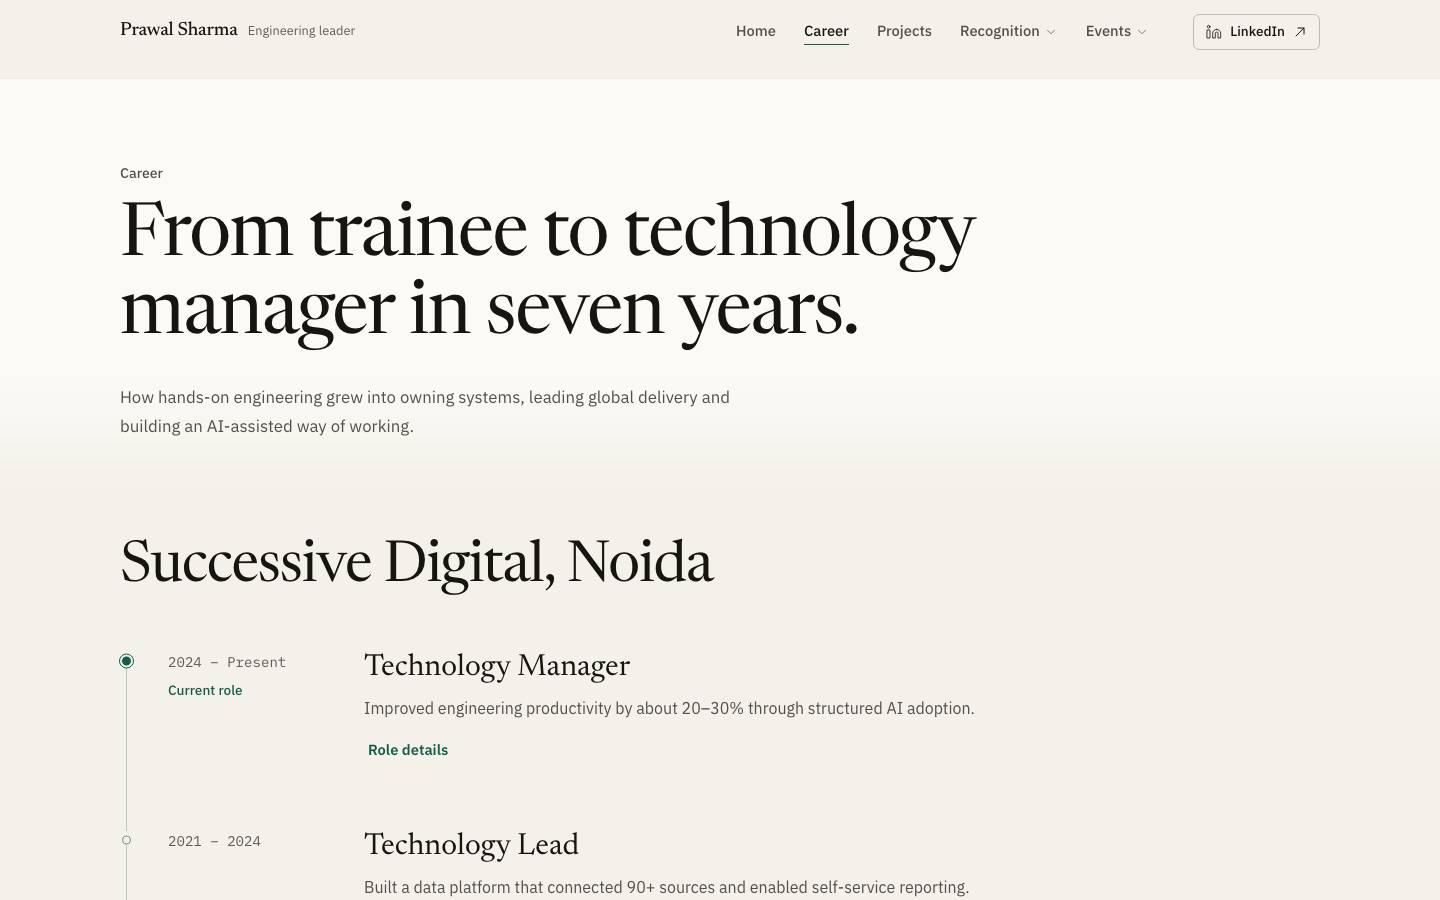 Prawal Sharma Engineering leader Home Career Projects Recognition Events LinkedIn
Career
From trainee to technology
manager in seven years.
How hands-on engineering grew into owning systems, leading global delivery and
building an AI-assisted way of working.
Successive Digital, Noida
2024 – Present
Current role
Technology Manager
Improved engineering productivity by about 20–30% through structured AI adoption.
Role details
2021 – 2024
Technology Lead
Built a data platform that connected 90+ sources and enabled self-service reporting.